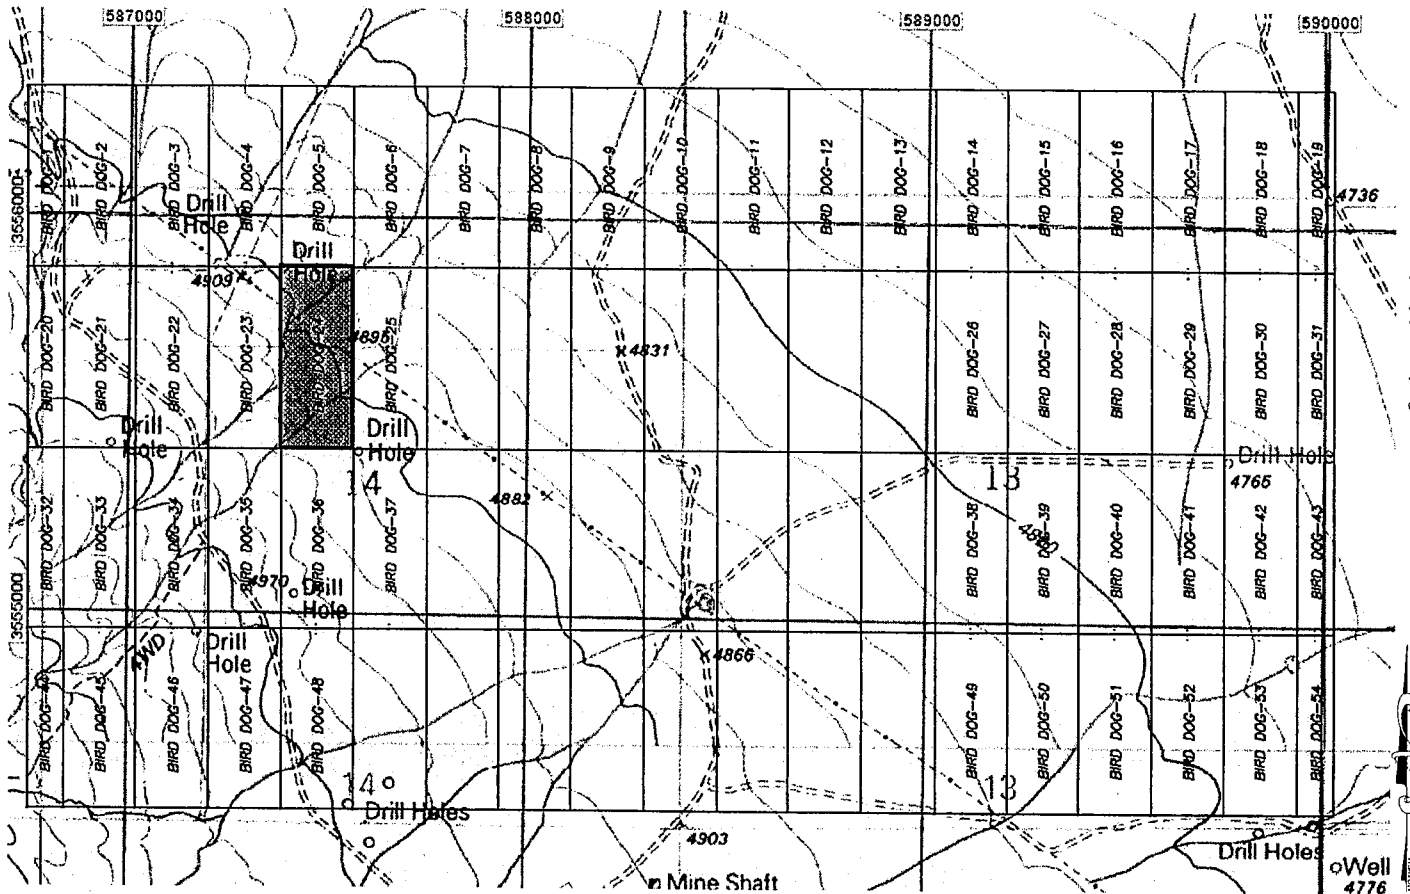 587000
588000
589000
590000
BIRD DOG-1
BIRD DOG-2
BIRD DOG-3
BIRD DOG-4
BIRD DOG-5
BIRD DOG-6
BIRD DOG-7
BIRD DOG-8
BIRD DOG-9
BIRD DOG-10
BIRD DOG-11
BIRD DOG-12
BIRD DOG-13
BIRD DOG-14
BIRD DOG-15
BIRD DOG-16
BIRD DOG-17
BIRD DOG-18
BIRD DOG-19
3556000
Drill
Hole
4736
Drill
Hole
4909
BIRD DOG-20
BIRD DOG-21
BIRD DOG-22
BIRD DOG-23
BIRD DOG-24
4895
BIRD DOG-25
4831
BIRD DOG-26
BIRD DOG-27
BIRD DOG-28
BIRD DOG-29
BIRD DOG-30
BIRD DOG-31
Drill
Hole
Drill
Hole
14
4882
13
Drill Hole
4765
BIRD DOG-32
BIRD DOG-33
BIRD DOG-34
BIRD DOG-35
BIRD DOG-36
BIRD DOG-37
BIRD DOG-38
BIRD DOG-39
BIRD DOG-40
BIRD DOG-41
BIRD DOG-42
BIRD DOG-43
4970
Drill
Hole
3555000
4WD
Drill
Hole
4866
BIRD DOG-44
BIRD DOG-45
BIRD DOG-46
BIRD DOG-47
BIRD DOG-48
BIRD DOG-49
BIRD DOG-50
BIRD DOG-51
BIRD DOG-52
BIRD DOG-53
BIRD DOG-54
14
13
Drill Holes
4903
Drill Holes
Mine Shaft
Well
4776